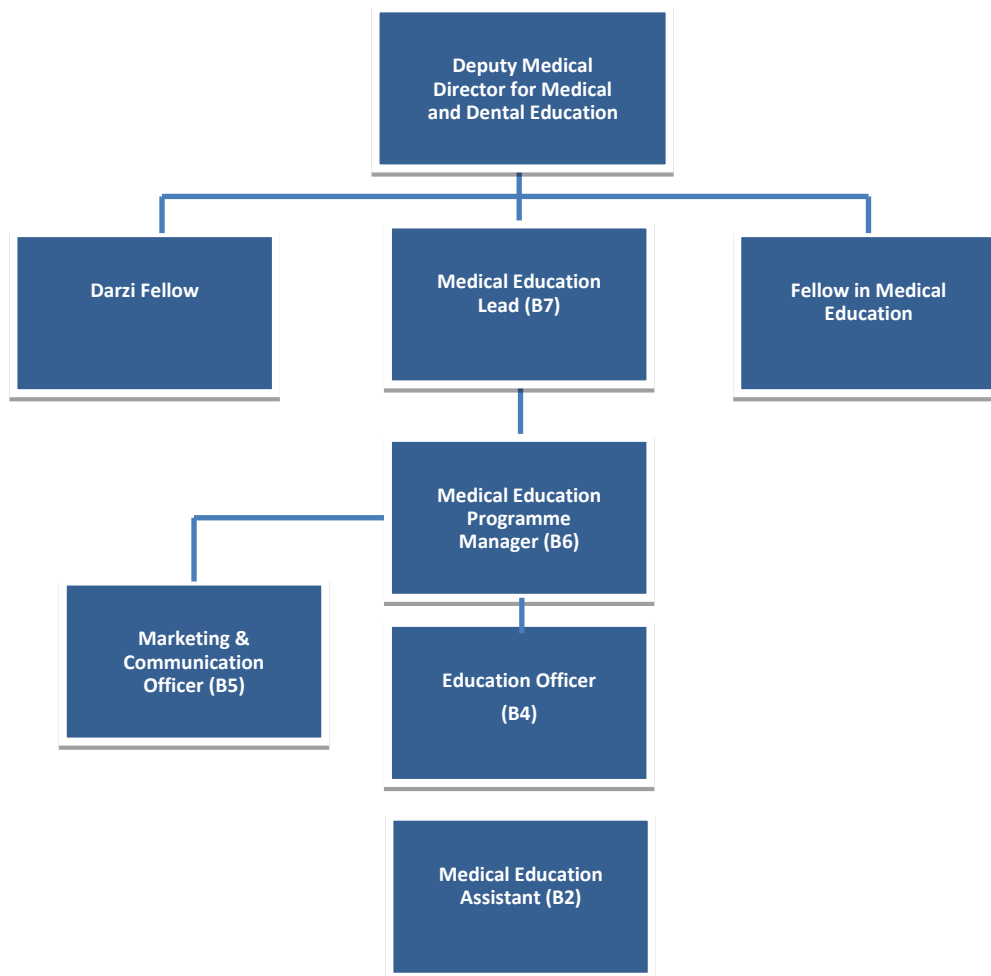 Deputy Medical
Director for Medical
and Dental Education
Darzi Fellow
Medical Education
Lead (B7)
Fellow in Medical
Education
Medical Education
Programme
Manager (B6)
Marketing &
Communication
Officer (B5)
Education Officer
(B4)
Medical Education
Assistant (B2)